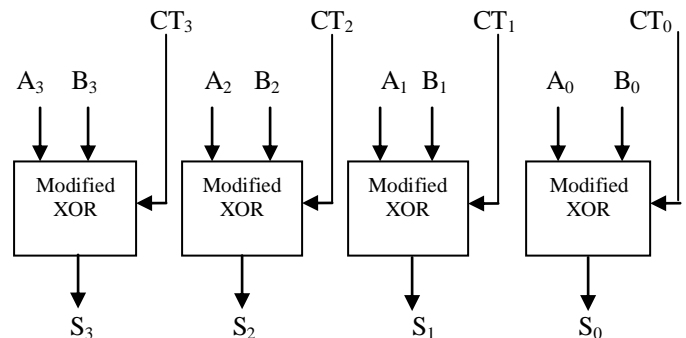 CT₃ CT₂ CT₁ CT₀
A₃ B₃ A₂ B₂ A₁ B₁ A₀ B₀
Modified XOR
Modified XOR
Modified XOR
Modified XOR
S₃ S₂ S₁ S₀